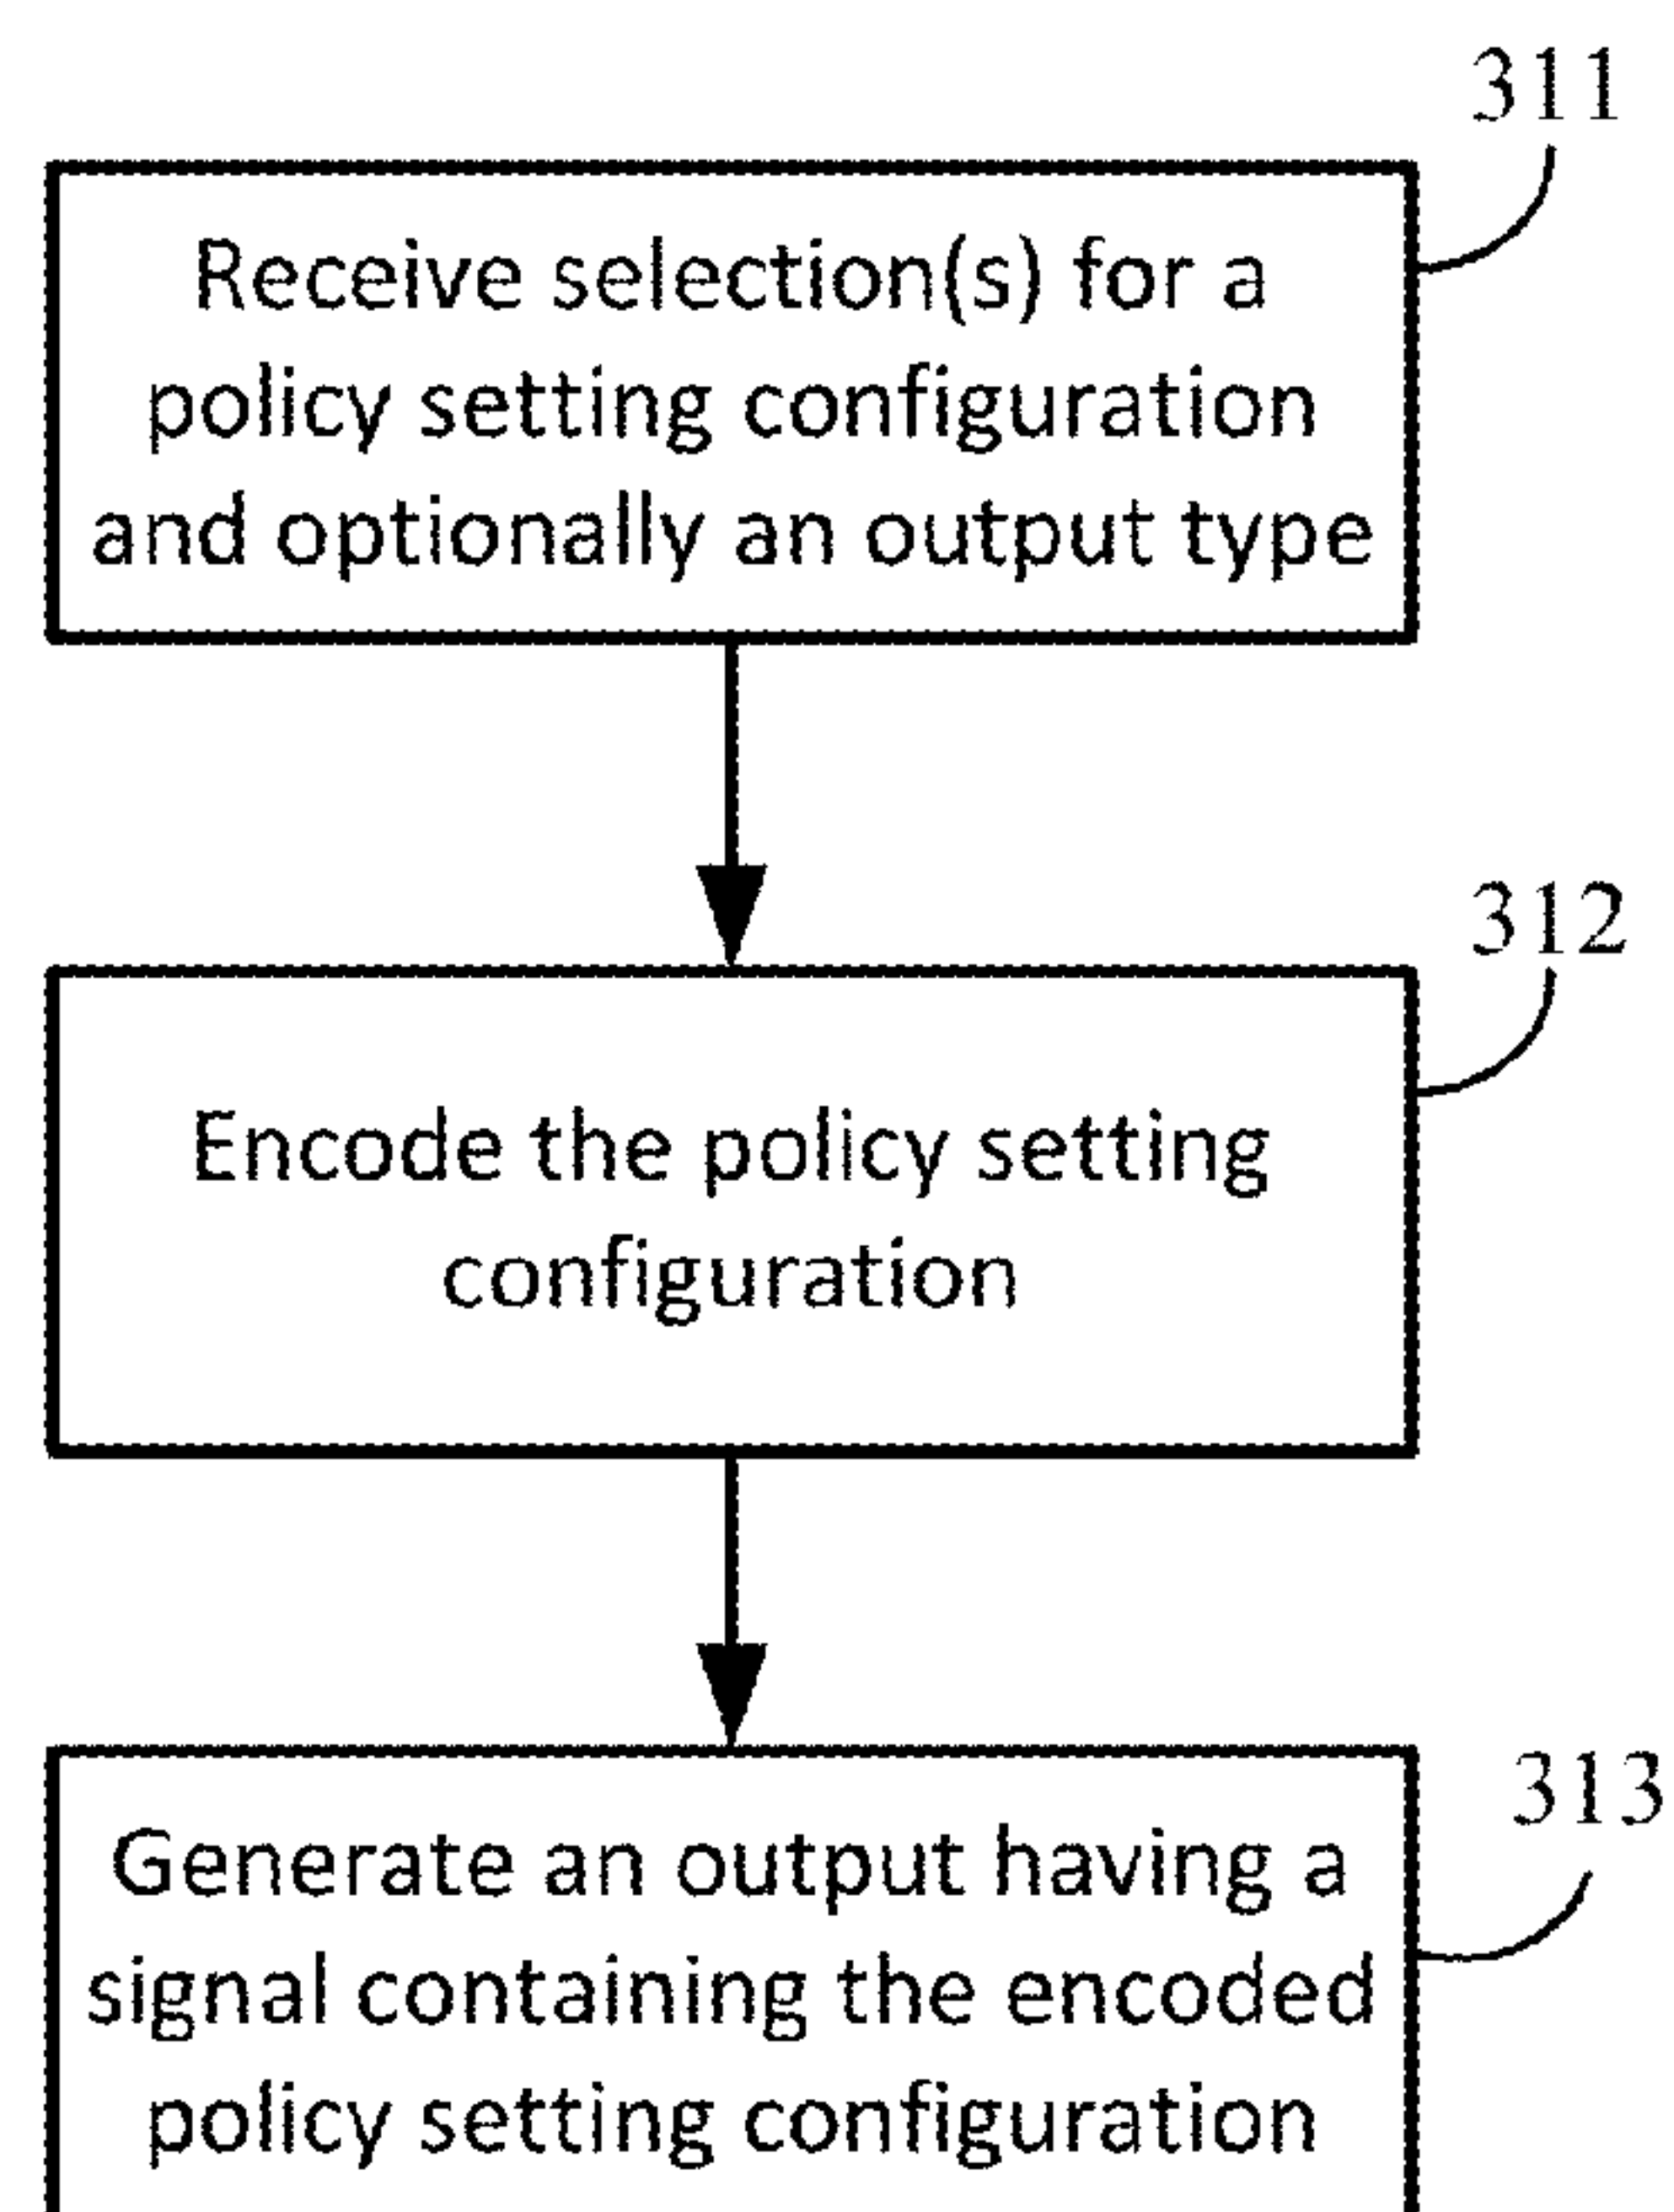 311
Receive selection(s) for a
policy setting configuration
and optionally an output type
312
Encode the policy setting
configuration
313
Generate an output having a
signal containing the encoded
policy setting configuration